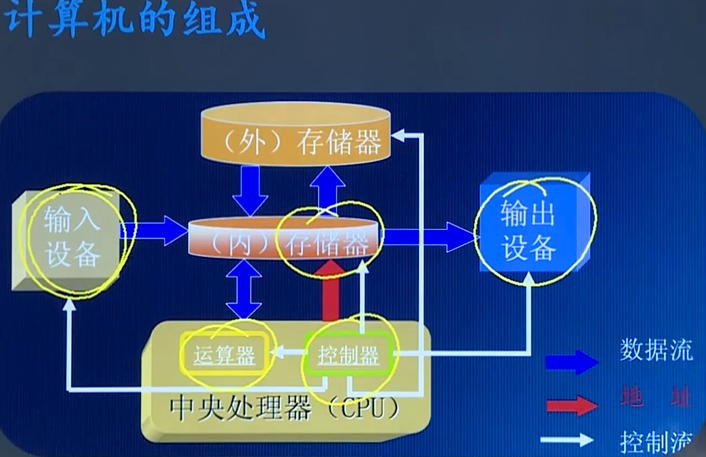 计算机的组成
（外）存储器
输入
设备
（内）存储器
输出
设备
运算器
控制器
中央处理器（CPU）
数据流
地 址
控制流